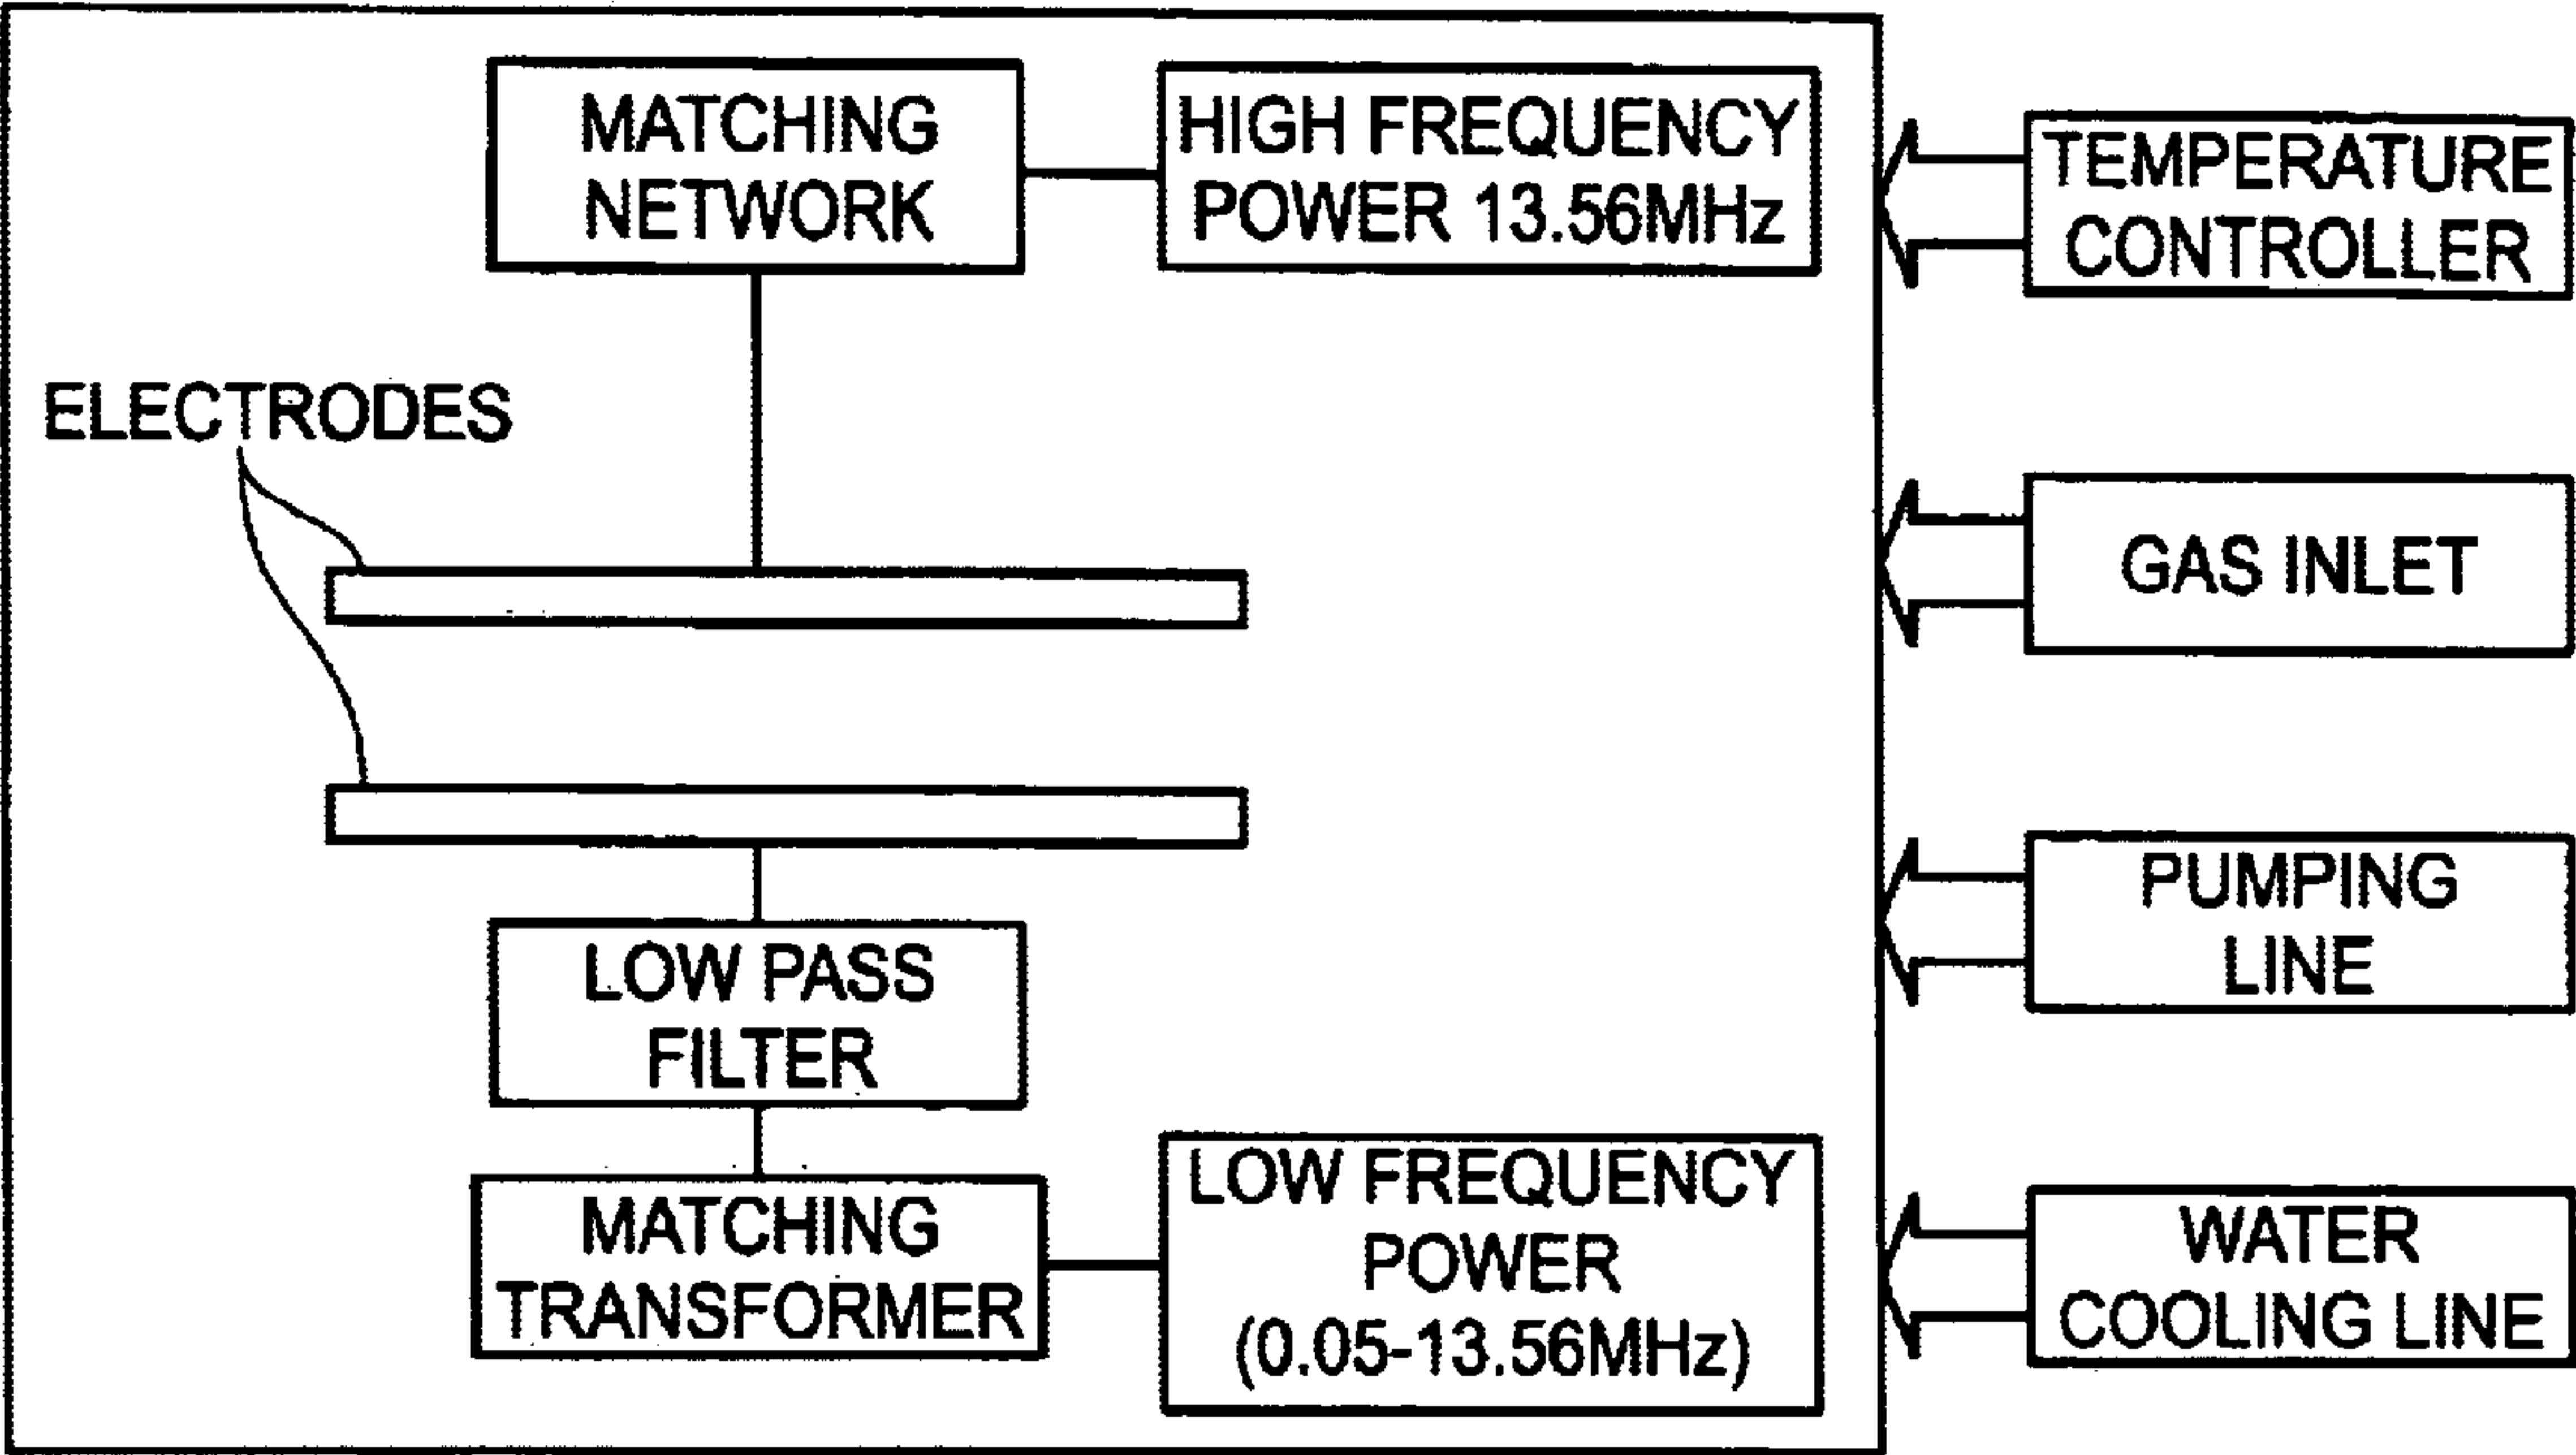 MATCHING
NETWORK
HIGH FREQUENCY
POWER 13.56MHz
TEMPERATURE
CONTROLLER
ELECTRODES
GAS INLET
PUMPING
LINE
LOW PASS
FILTER
MATCHING
TRANSFORMER
LOW FREQUENCY
POWER
(0.05-13.56MHz)
WATER
COOLING LINE